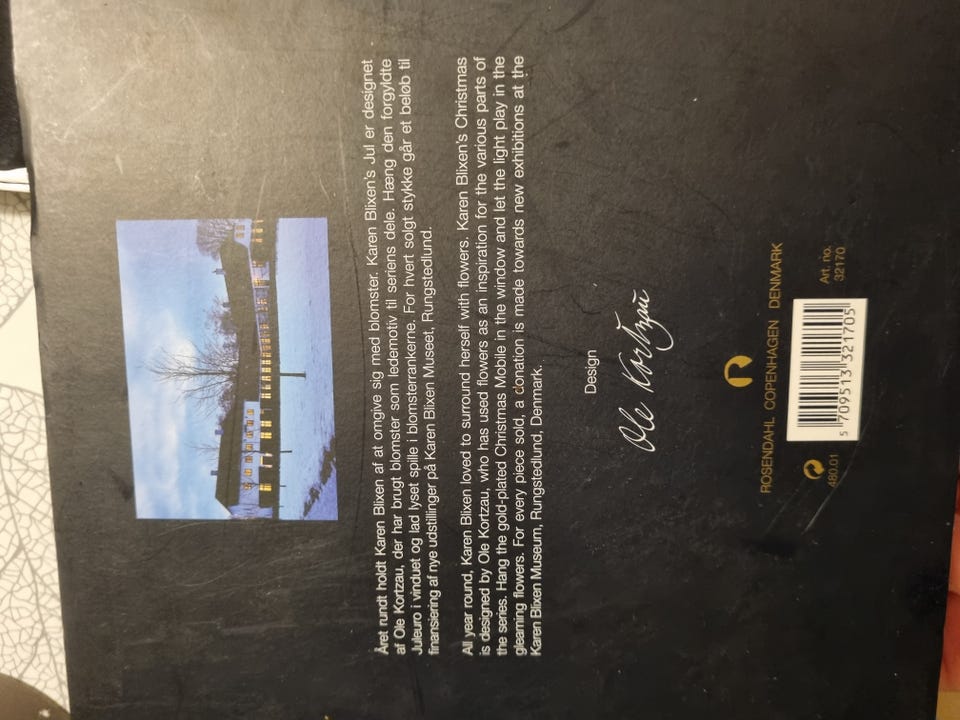 Året rundt holdt Karen Blixen af at omgive sig med blomster. Karen Blixen's Jul er designet
af Ole Kortzau, der har brugt blomster som ledemotiv til seriens dele. Hæng den forgyldte
Juleuro i vinduet og lad lyset spille i blomsterrankerne. For hvert solgt stykke går et beløb til
finansiering af nye udstillinger på Karen Blixen Museet, Rungstedlund.
All year round, Karen Blixen loved to surround herself with flowers. Karen Blixen's Christmas
is designed by Ole Kortzau, who has used flowers as an inspiration for the various parts of
the series. Hang the gold-plated Christmas Mobile in the window and let the light play in the
gleaming flowers. For every piece sold, a donation is made towards new exhibitions at the
Karen Blixen Museum, Rungstedlund, Denmark.
Design
Ole Kortzau
ROSENDAHL COPENHAGEN DENMARK
480.01
5 709513 321705
Art. no.
32170